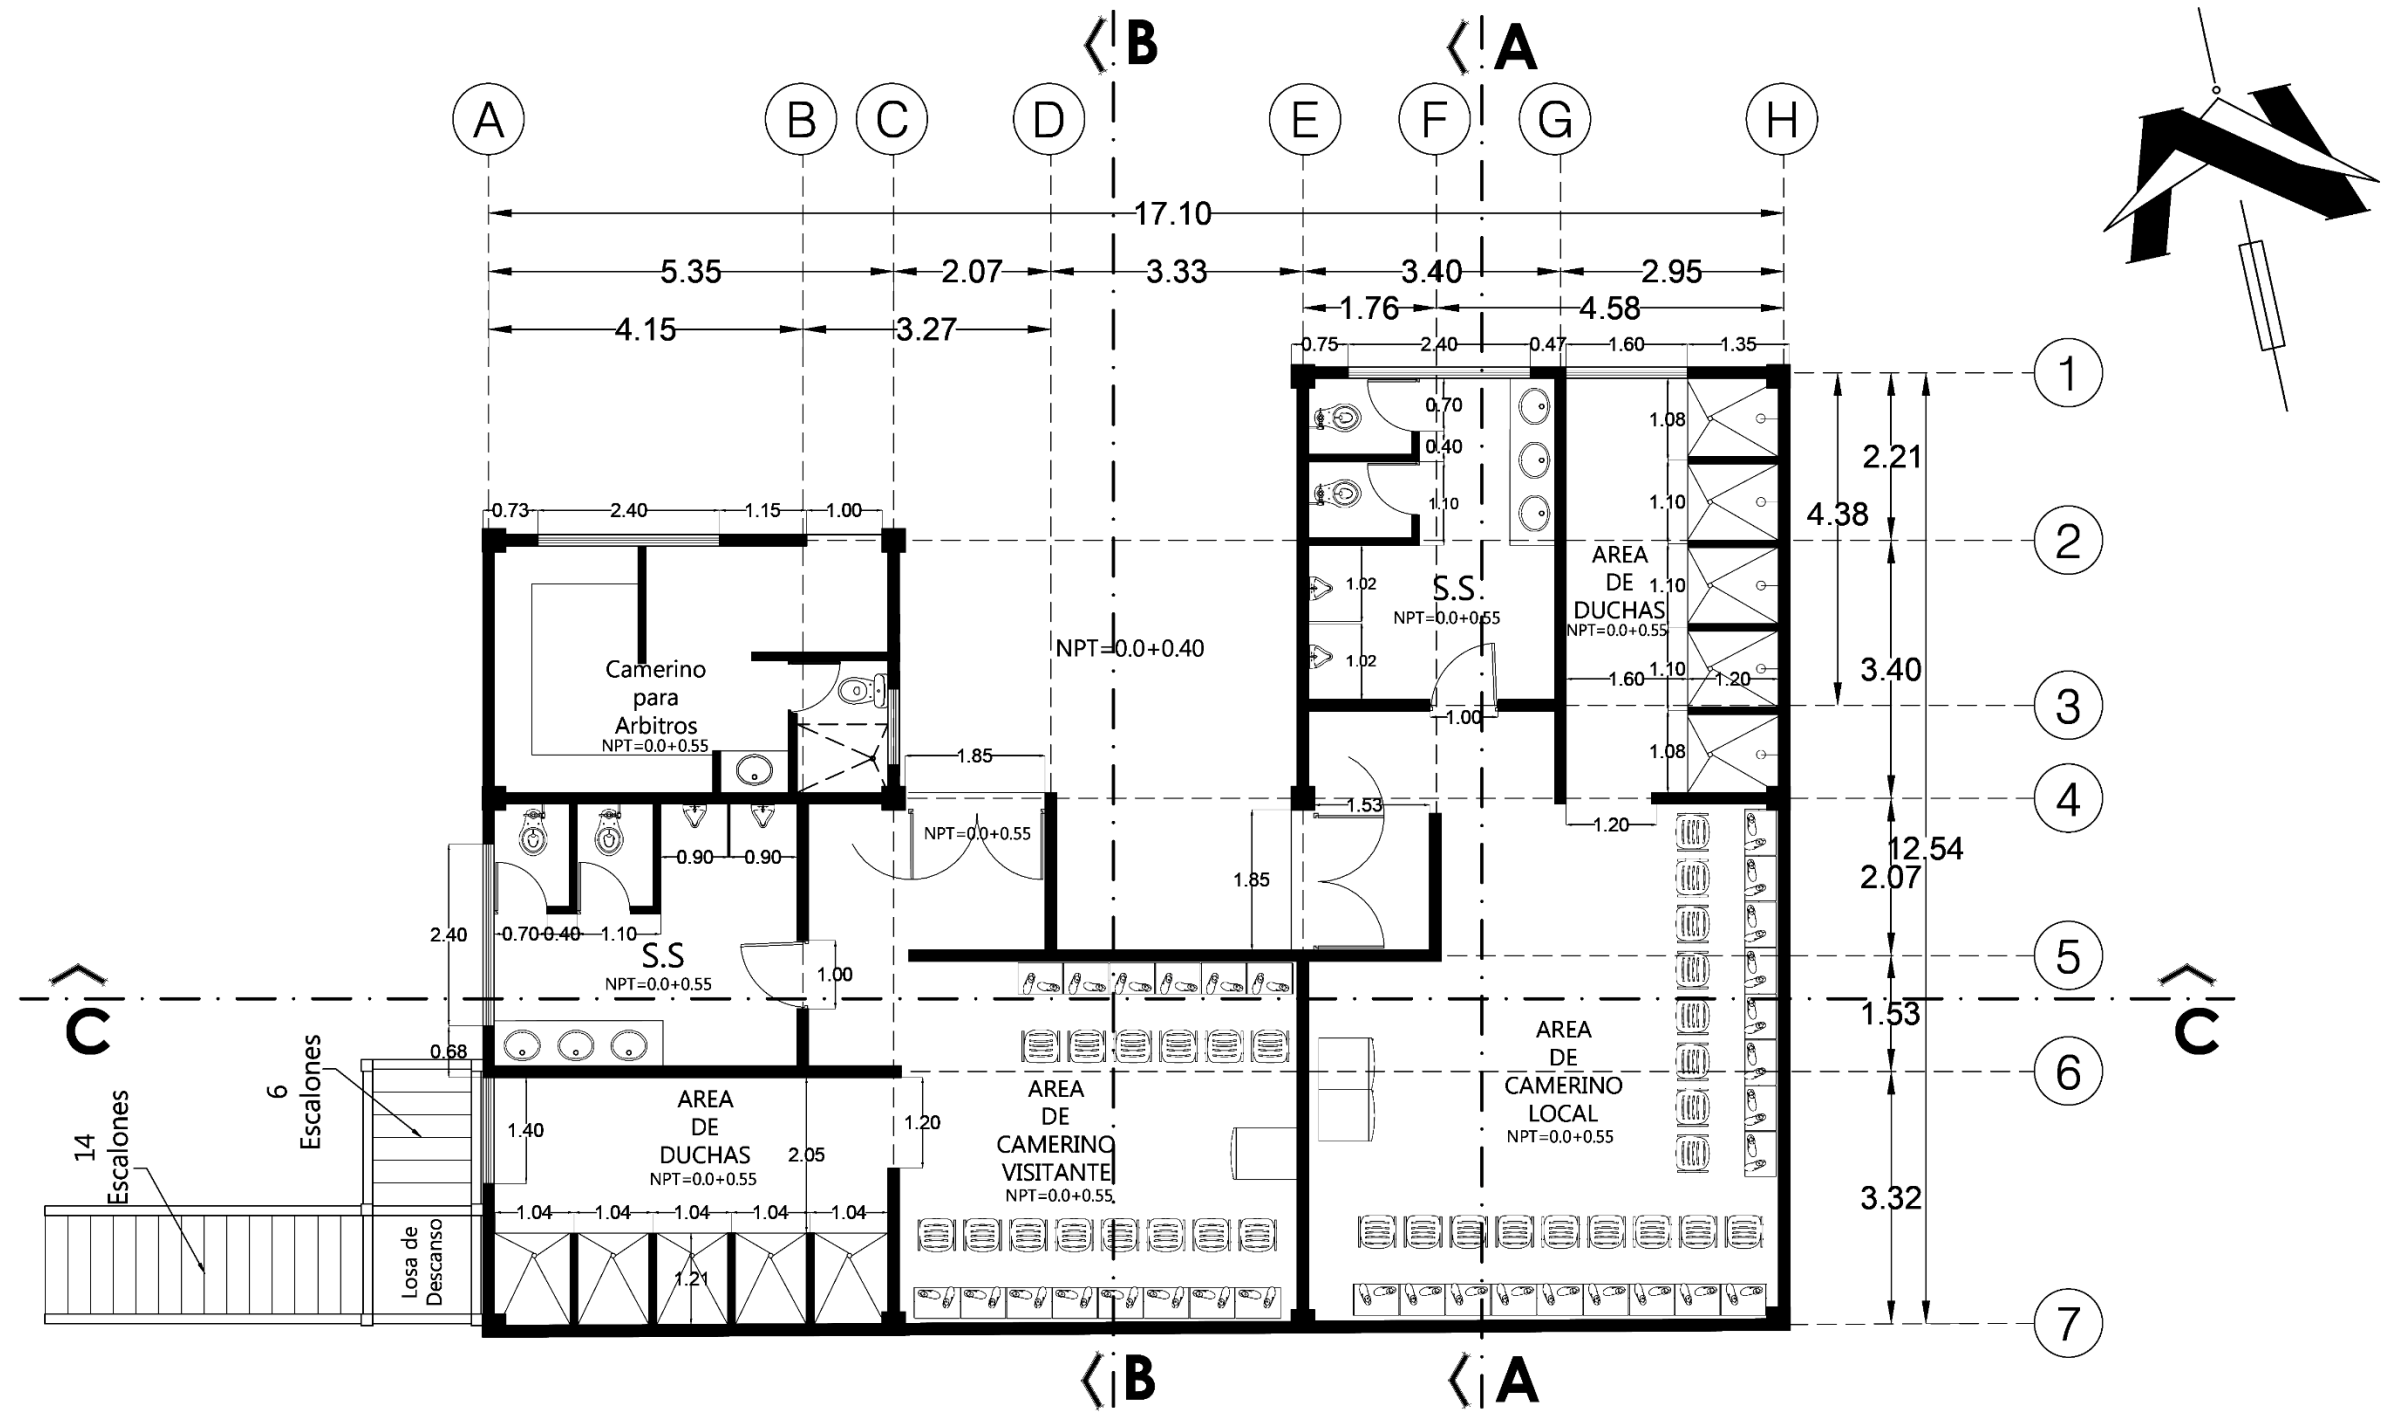 B
A
A
B
C
D
E
F
G
H
17.10
5.35
2.07
3.33
3.40
2.95
1.76
4.58
4.15
3.27
0.75
2.40
0.47
1.60
1.35
1
0.70
1.08
0.40
2.21
0.73
2.40
1.15
1.00
1.10
1.10
4.38
2
AREA
DE
DUCHAS
NPT=0.0+0.55
1.02
S.S
NPT=0.0+0.55
1.10
NPT=0.0+0.40
1.02
1.10
1.60
1.20
3.40
Camerino
para
Arbitros
NPT=0.0+0.55
1.00
3
1.08
1.85
1.53
4
1.20
NPT=0.0+0.55
12.54
0.90
0.90
1.85
2.07
2.40
0.70
0.40
1.10
S.S
NPT=0.0+0.55
1.00
5
C
1.53
C
0.68
6
Escalones
14
Escalones
AREA
DE
CAMERINO
LOCAL
NPT=0.0+0.55
6
AREA
DE
DUCHAS
NPT=0.0+0.55
1.40
2.05
1.20
AREA
DE
CAMERINO
VISITANTE
NPT=0.0+0.55
3.32
1.04
1.04
1.04
1.04
1.04
Losa de
Descanso
1.21
7
B
A